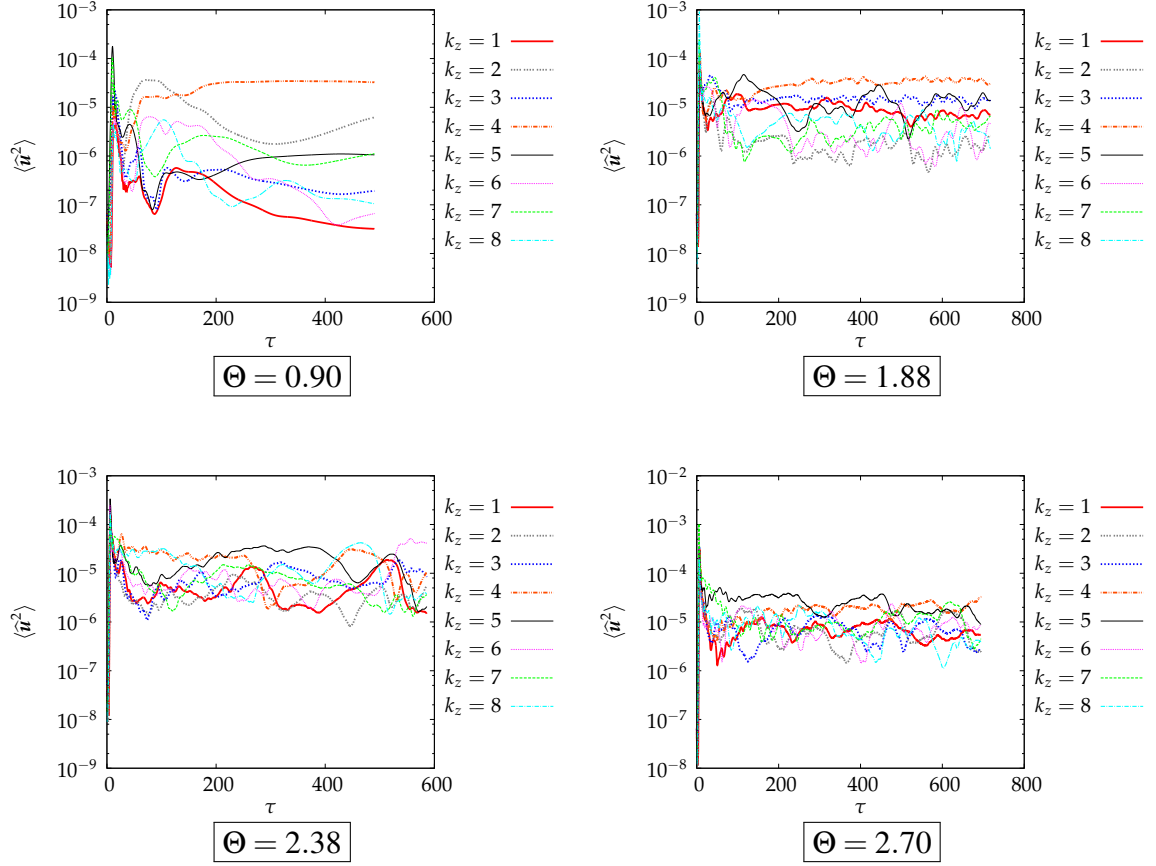 10⁻³
10⁻⁴
10⁻⁵
10⁻⁶
10⁻⁷
10⁻⁸
10⁻⁹
⟨û²⟩
0 200 400 600
τ
k_z = 1
k_z = 2
k_z = 3
k_z = 4
k_z = 5
k_z = 6
k_z = 7
k_z = 8
Θ = 0.90
10⁻³
10⁻⁴
10⁻⁵
10⁻⁶
10⁻⁷
10⁻⁸
10⁻⁹
⟨û²⟩
0 200 400 600 800
τ
k_z = 1
k_z = 2
k_z = 3
k_z = 4
k_z = 5
k_z = 6
k_z = 7
k_z = 8
Θ = 1.88
10⁻³
10⁻⁴
10⁻⁵
10⁻⁶
10⁻⁷
10⁻⁸
10⁻⁹
⟨û²⟩
0 200 400 600
τ
k_z = 1
k_z = 2
k_z = 3
k_z = 4
k_z = 5
k_z = 6
k_z = 7
k_z = 8
Θ = 2.38
10⁻²
10⁻³
10⁻⁴
10⁻⁵
10⁻⁶
10⁻⁷
10⁻⁸
⟨û²⟩
0 200 400 600 800
τ
k_z = 1
k_z = 2
k_z = 3
k_z = 4
k_z = 5
k_z = 6
k_z = 7
k_z = 8
Θ = 2.70